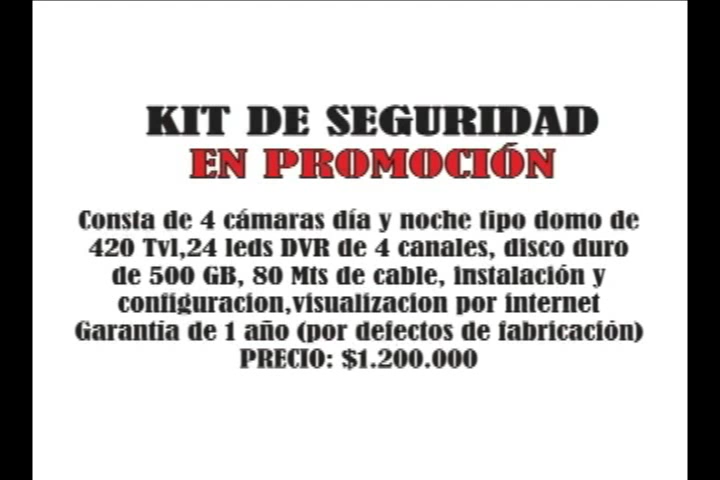 KIT DE SEGURIDAD
EN PROMOCIÓN
Consta de 4 cámaras día y noche tipo domo de
420 Tvl,24 leds DVR de 4 canales, disco duro
de 500 GB, 80 Mts de cable, instalación y
configuracion,visualizacion por internet
Garantia de 1 año (por defectos de fabricación)
PRECIO: $1.200.000